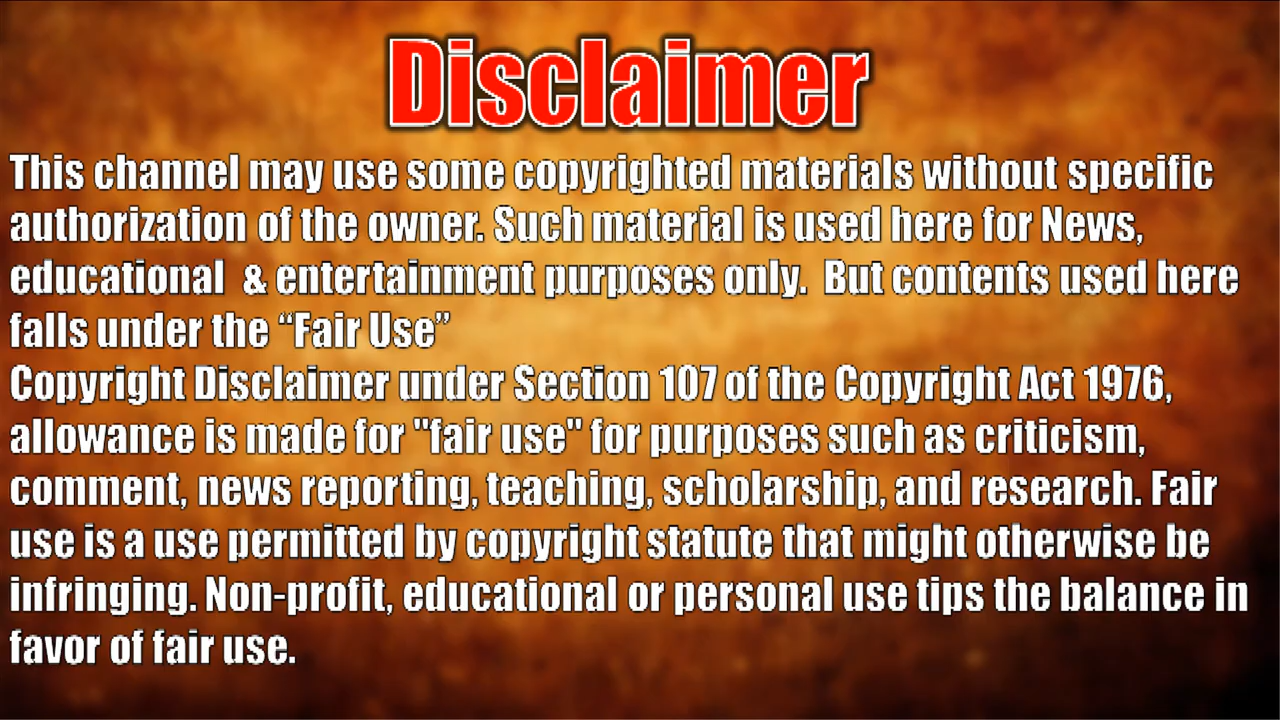 Disclaimer
This channel may use some copyrighted materials without specific
authorization of the owner. Such material is used here for News,
educational  & entertainment purposes only.  But contents used here
falls under the “Fair Use”
Copyright Disclaimer under Section 107 of the Copyright Act 1976,
allowance is made for "fair use" for purposes such as criticism,
comment, news reporting, teaching, scholarship, and research. Fair
use is a use permitted by copyright statute that might otherwise be
infringing. Non-profit, educational or personal use tips the balance in
favor of fair use.